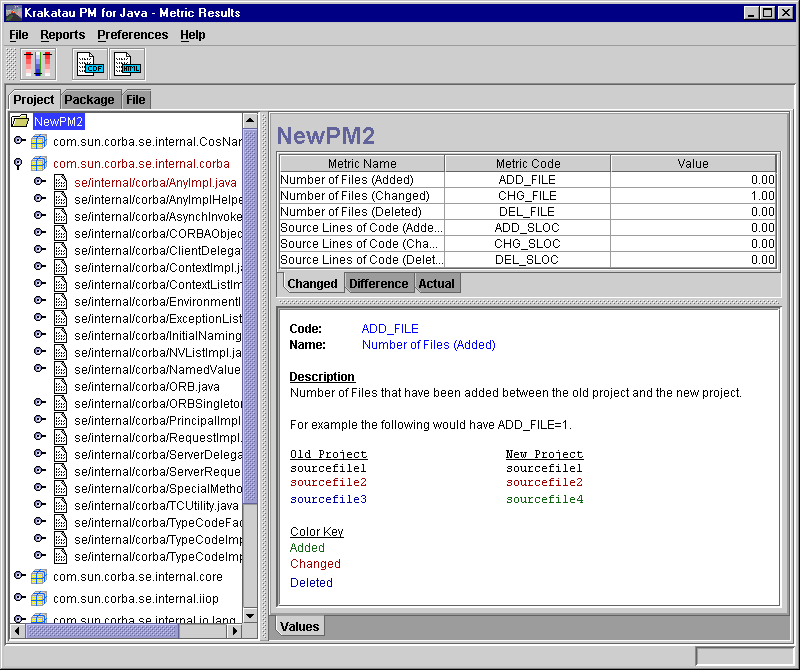 Krakatau PM for Java - Metric Results
File Reports Preferences Help
CDF HTML
Project Package File
NewPM2
com.sun.corba.se.internal.CosNar
com.sun.corba.se.internal.corba
se/internal/corba/AnyImpl.java
se/internal/corba/AnyImplHelpe
se/internal/corba/AsynchInvoke
se/internal/corba/CORBAObjec
se/internal/corba/ClientDelega
se/internal/corba/ContextImpl.ja
se/internal/corba/ContextListIm
se/internal/corba/EnvironmentI
se/internal/corba/ExceptionList
se/internal/corba/InitialNaming
se/internal/corba/NVListImpl.ja
se/internal/corba/NamedValue
se/internal/corba/ORB.java
se/internal/corba/ORBSingleton
se/internal/corba/PrincipalImpl
se/internal/corba/RequestImpl.
se/internal/corba/ServerDelega
se/internal/corba/ServerReque
se/internal/corba/SpecialMetho
se/internal/corba/TCUtility.java
se/internal/corba/TypeCodeFac
se/internal/corba/TypeCodeImp
se/internal/corba/TypeCodeImp
com.sun.corba.se.internal.core
com.sun.corba.se.internal.iiop
com.sun.corba.se.internal.io.lang
NewPM2
Metric Name Metric Code Value
Number of Files (Added) ADD_FILE 0.00
Number of Files (Changed) CHG_FILE 1.00
Number of Files (Deleted) DEL_FILE 0.00
Source Lines of Code (Adde... ADD_SLOC 0.00
Source Lines of Code (Cha... CHG_SLOC 0.00
Source Lines of Code (Delet... DEL_SLOC 0.00
Changed Difference Actual
Code: ADD_FILE
Name: Number of Files (Added)
Description
Number of Files that have been added between the old project and the new project.
For example the following would have ADD_FILE=1.
Old Project New Project
sourcefile1 sourcefile1
sourcefile2 sourcefile2
sourcefile3 sourcefile4
Color Key
Added
Changed
Deleted
Values